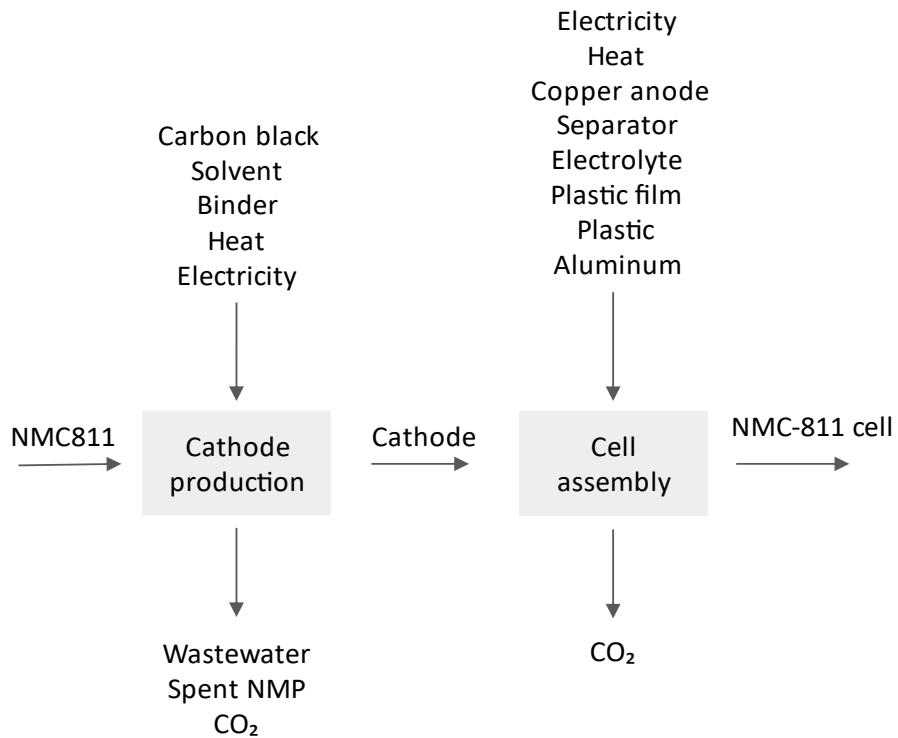 Electricity
Heat
Copper anode
Separator
Electrolyte
Plastic film
Plastic
Aluminum
Carbon black
Solvent
Binder
Heat
Electricity
NMC811
Cathode
production
Cathode
Cell
assembly
NMC-811 cell
Wastewater
Spent NMP
CO₂
CO₂